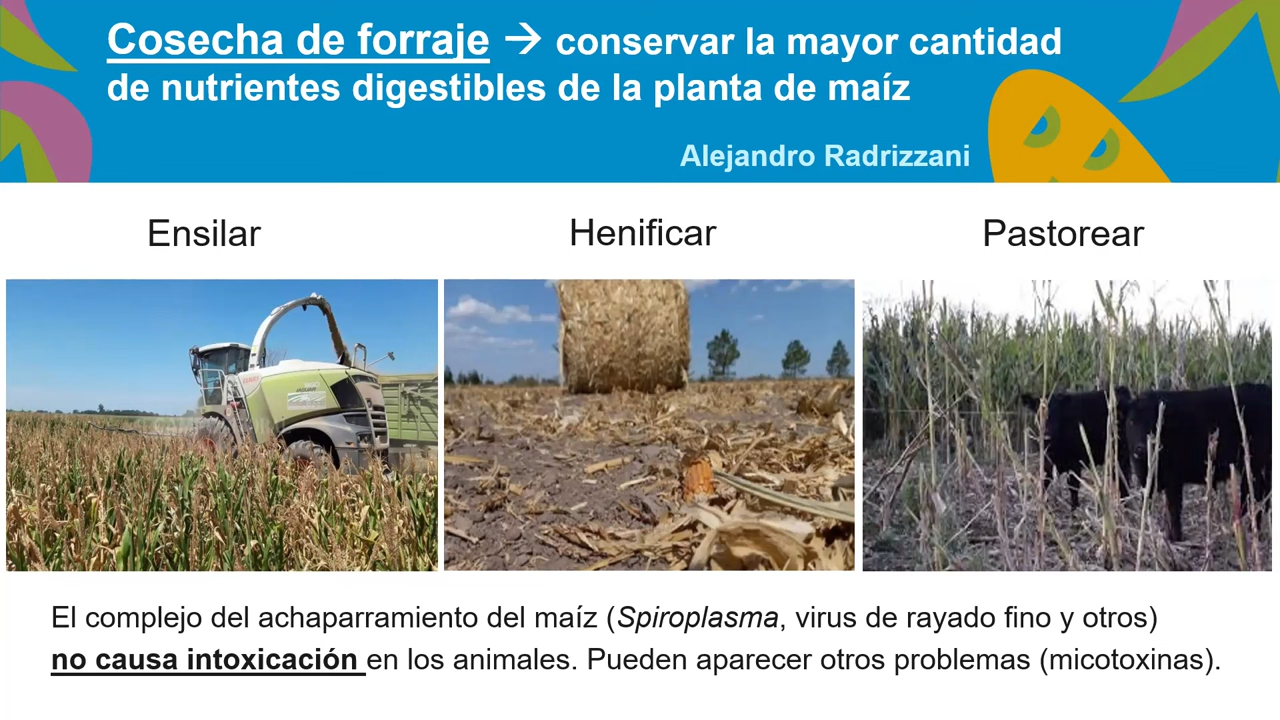 Cosecha de forraje → conservar la mayor cantidad
de nutrientes digestibles de la planta de maíz
Alejandro Radrizzani
Ensilar
Henificar
Pastorear
El complejo del achaparramiento del maíz (Spiroplasma, virus de rayado fino y otros)
no causa intoxicación en los animales. Pueden aparecer otros problemas (micotoxinas).